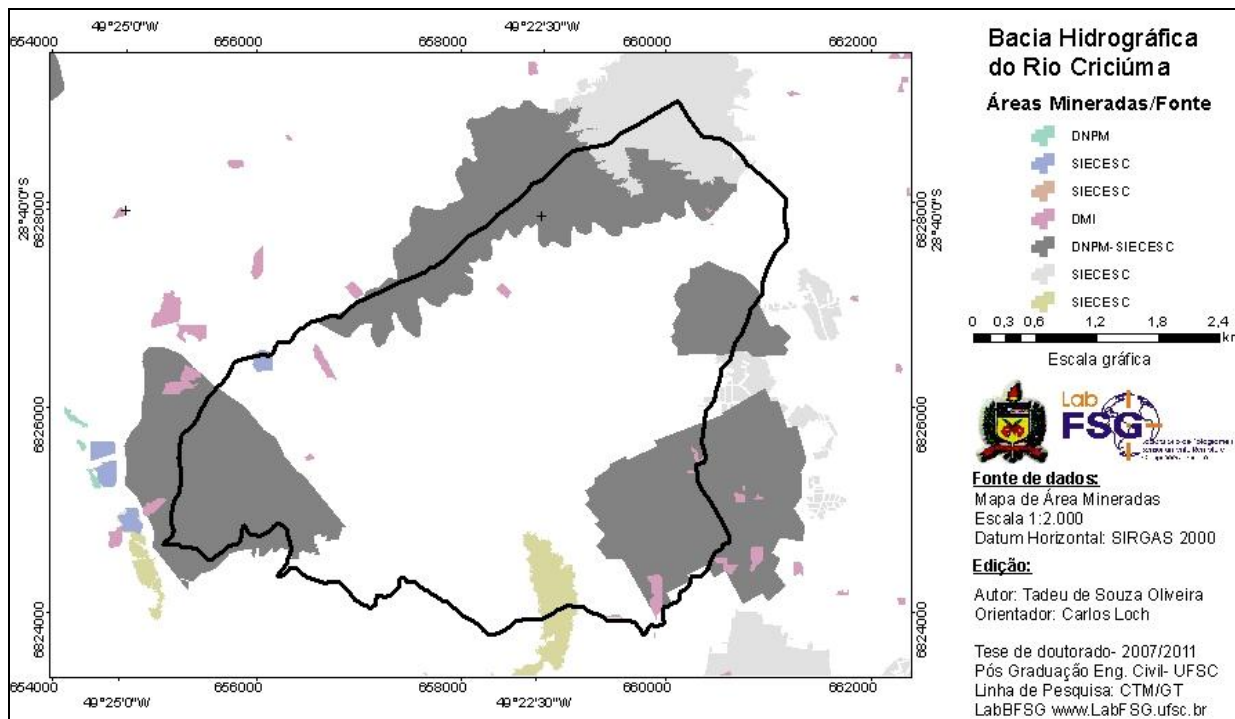 49°25'0"W 49°22'30"W
654000 656000 658000 660000 662000
28°40'0"S
6828000
6826000
6824000
28°40'0"S
6828000
6826000
6824000
654000 656000 658000 660000 662000
49°25'0"W 49°22'30"W
Bacia Hidrográfica
do Rio Criciúma
Áreas Mineradas/Fonte
DNPM
SIECESC
SIECESC
DMI
DNPM-SIECESC
SIECESC
SIECESC
0 0,3 0,6 1,2 1,8 2,4
km
Escala gráfica
Lab
FSG
Fonte de dados:
Mapa de Área Mineradas
Escala 1:2.000
Datum Horizontal: SIRGAS 2000
Edição:
Autor: Tadeu de Souza Oliveira
Orientador: Carlos Loch
Tese de doutorado- 2007/2011
Pós Graduação Eng. Civil- UFSC
Linha de Pesquisa: CTM/GT
LabBFSG www.LabFSG.ufsc.br